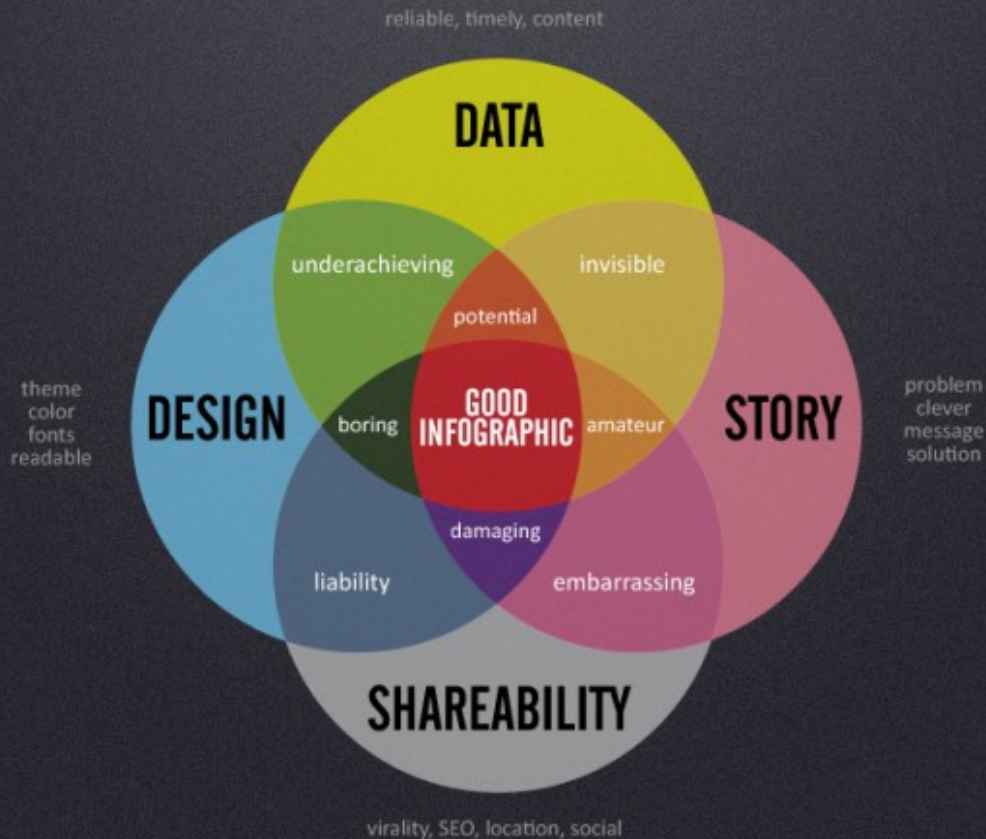 reliable, timely, content
DATA
underachieving
invisible
potential
theme
color
fonts
readable
DESIGN
boring
GOOD
INFOGRAPHIC
amateur
STORY
problem
clever
message
solution
damaging
liability
embarrassing
SHAREABILITY
virality, SEO, location, social